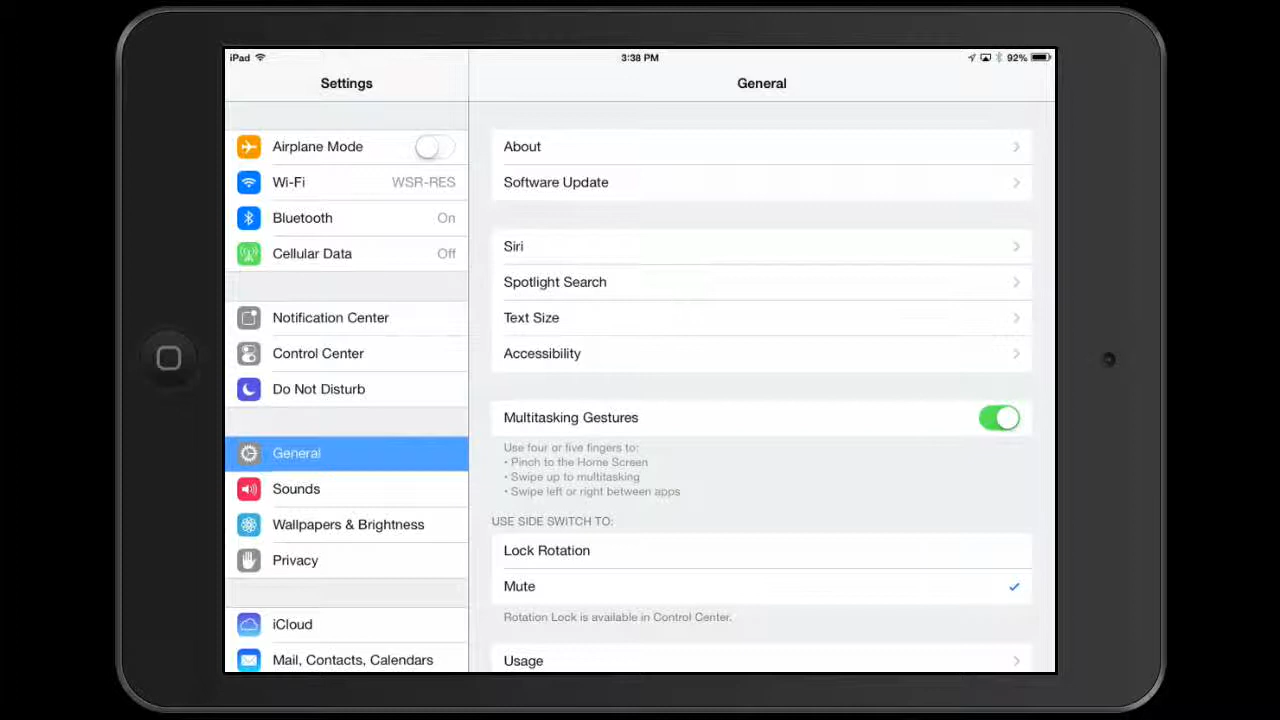 iPad 3:38 PM 92%
Settings
General
Airplane Mode
Wi-Fi WSR-RES
Bluetooth On
Cellular Data Off
Notification Center
Control Center
Do Not Disturb
General
Sounds
Wallpapers & Brightness
Privacy
iCloud
Mail, Contacts, Calendars
About
Software Update
Siri
Spotlight Search
Text Size
Accessibility
Multitasking Gestures
Use four or five fingers to:
• Pinch to the Home Screen
• Swipe up to multitasking
• Swipe left or right between apps
USE SIDE SWITCH TO:
Lock Rotation
Mute
Rotation Lock is available in Control Center.
Usage